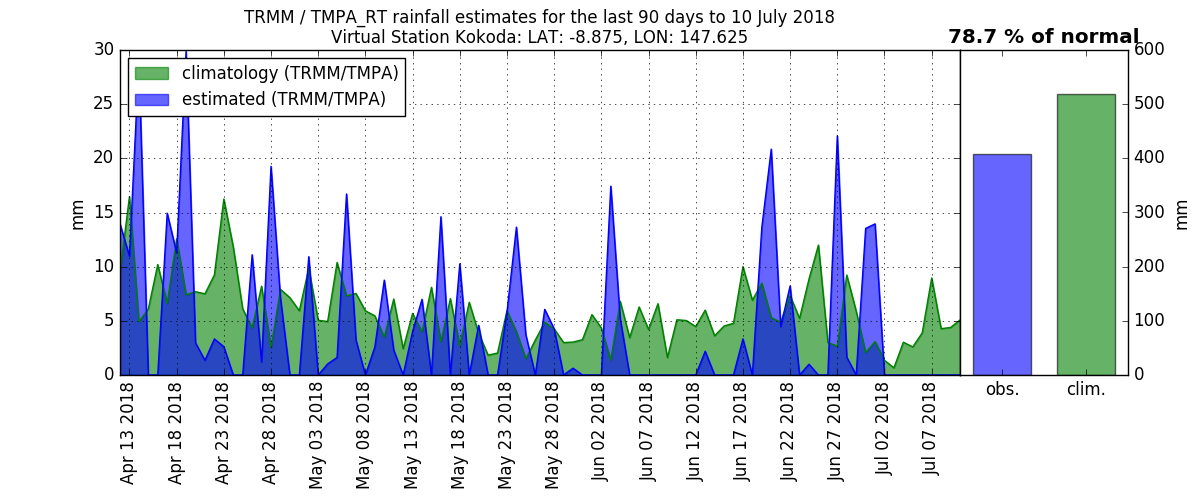 TRMM / TMPA_RT rainfall estimates for the last 90 days to 10 July 2018
Virtual Station Kokoda: LAT: -8.875, LON: 147.625
78.7 % of normal
climatology (TRMM/TMPA)
estimated (TRMM/TMPA)
mm
30
25
20
15
10
5
0
Apr 13 2018
Apr 18 2018
Apr 23 2018
Apr 28 2018
May 03 2018
May 08 2018
May 13 2018
May 18 2018
May 23 2018
May 28 2018
Jun 02 2018
Jun 07 2018
Jun 12 2018
Jun 17 2018
Jun 22 2018
Jun 27 2018
Jul 02 2018
Jul 07 2018
600
500
400
300
200
100
0
mm
obs.
clim.